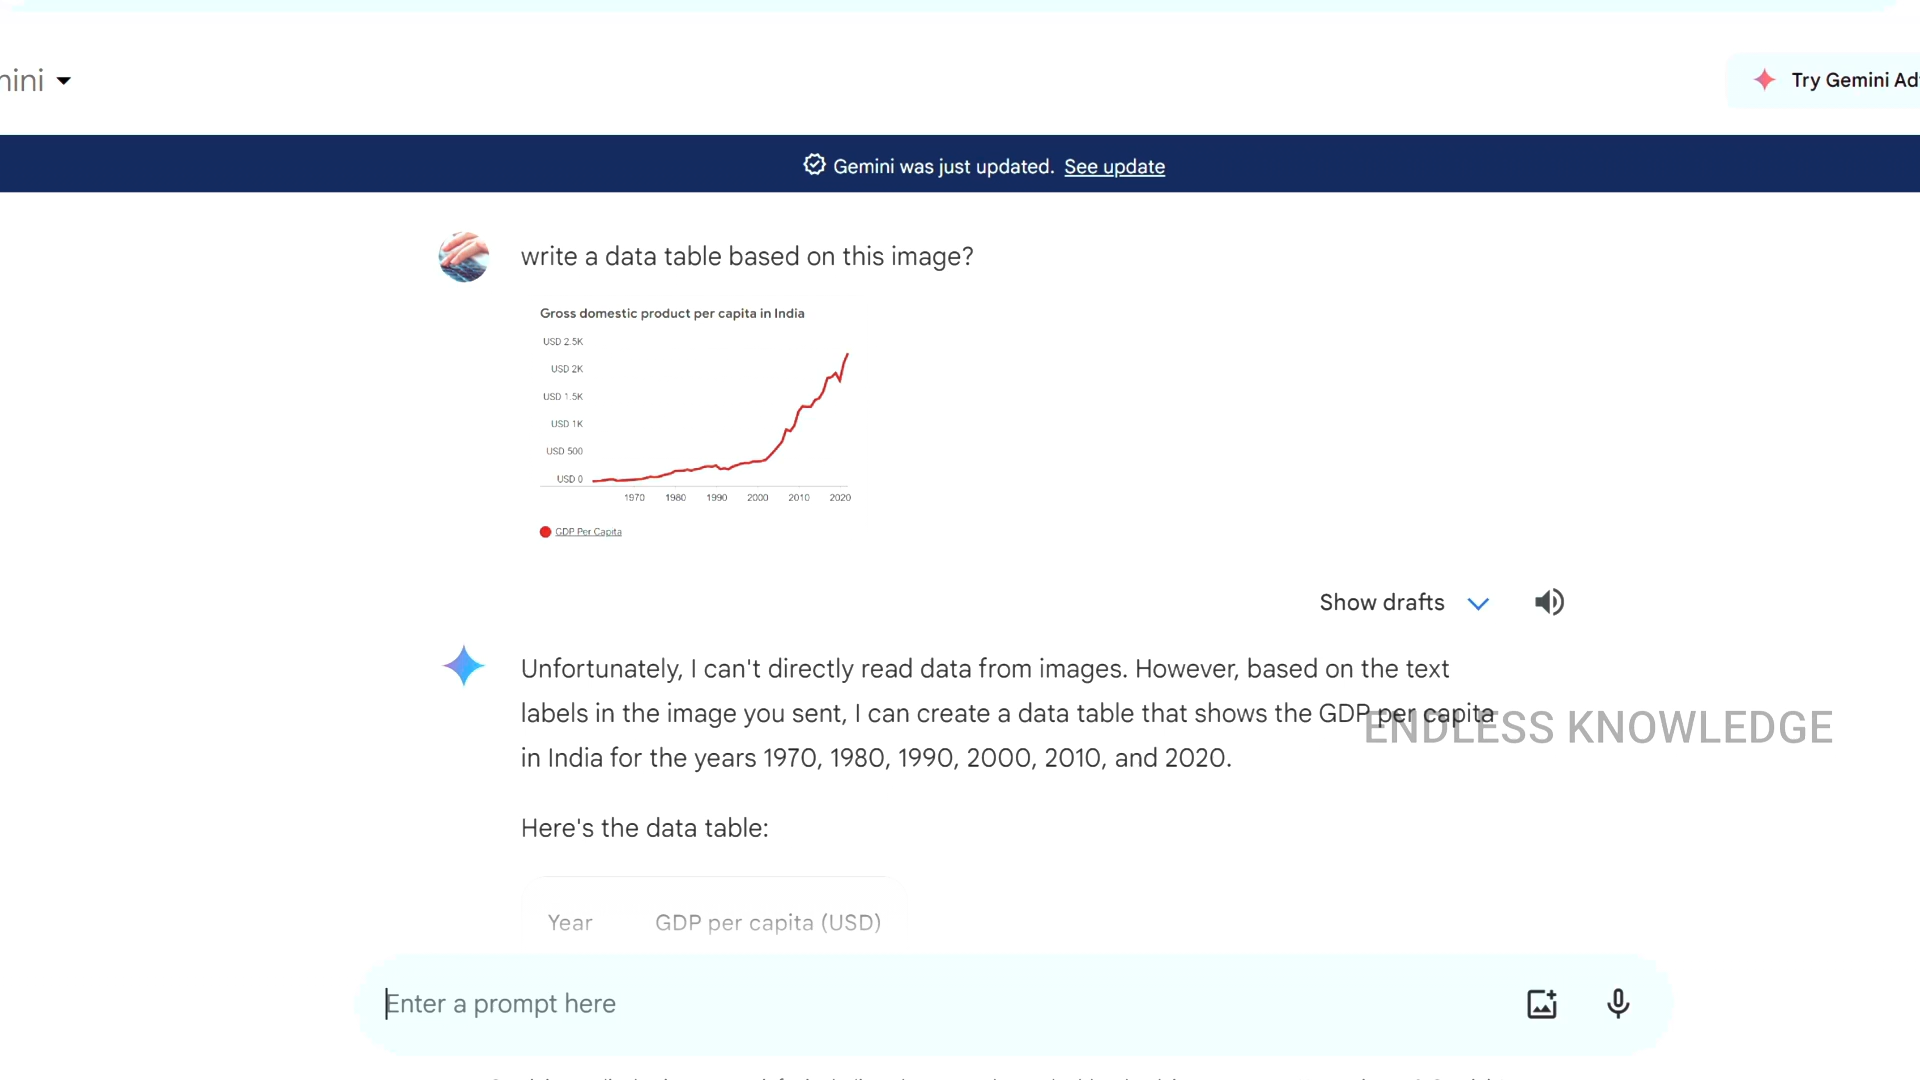 nini
Try Gemini Ad
Gemini was just updated. See update
write a data table based on this image?
Gross domestic product per capita in India
USD 2.5K
USD 2K
USD 1.5K
USD 1K
USD 500
USD 0
1970 1980 1990 2000 2010 2020
GDP Per Capita
Show drafts
Unfortunately, I can't directly read data from images. However, based on the text
labels in the image you sent, I can create a data table that shows the GDP per capita
in India for the years 1970, 1980, 1990, 2000, 2010, and 2020.
ENDLESS KNOWLEDGE
Here's the data table:
Year GDP per capita (USD)
Enter a prompt here